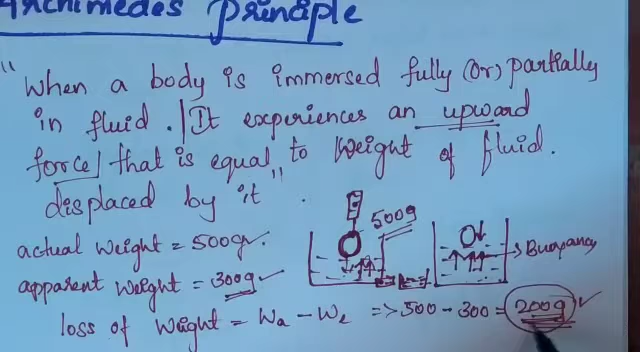 Archimedes Principle
"When a body is immersed fully (Or) partially
in fluid. It experiences an upward
force that is equal to Weight of fluid.
displaced by it".
500g
actual Weight = 500gr.
Buoyancy
apparent Weight = 300g
loss of Weight = Wa - We => 500 - 300 = 200g